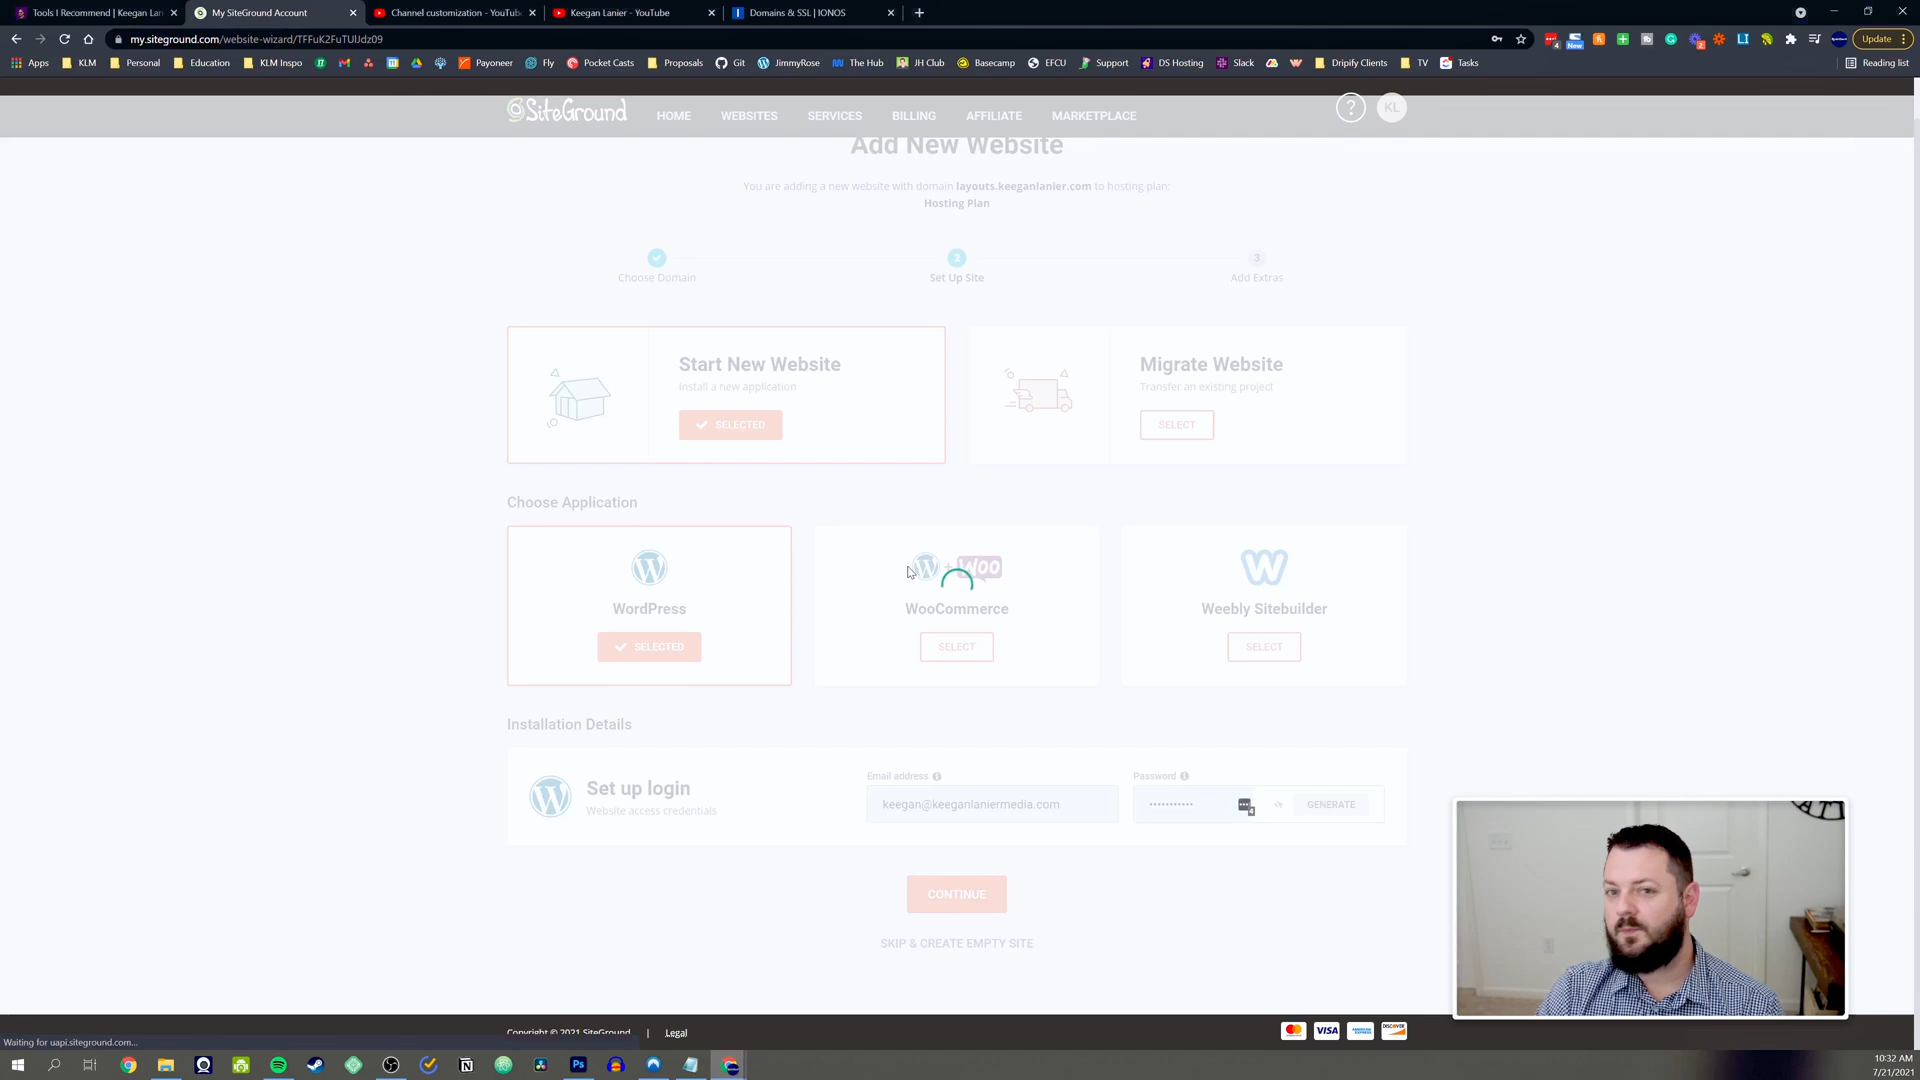 Tools I Recommend | Keegan Lan
My SiteGround Account
Channel customization - YouTube
Keegan Lanier - YouTube
Domains & SSL | IONOS
my.siteground.com/website-wizard/TFFuK2FuTUlJdz09
Update
Apps
KLM
Personal
Education
KLM Inspo
Payoneer
Fly
Pocket Casts
Proposals
Git
JimmyRose
The Hub
JH Club
Basecamp
EFCU
Support
DS Hosting
Slack
Dripify Clients
TV
Tasks
Reading list
SiteGround
HOME
WEBSITES
SERVICES
BILLING
AFFILIATE
MARKETPLACE
?
KL
Add New Website
You are adding a new website with domain layouts.keeganlanier.com to hosting plan:
Hosting Plan
2
3
Choose Domain
Set Up Site
Add Extras
Start New Website
Install a new application
SELECTED
Migrate Website
Transfer an existing project
SELECT
Choose Application
WordPress
SELECTED
WOO
WooCommerce
SELECT
Weebly Sitebuilder
SELECT
Installation Details
Set up login
Website access credentials
Email address
keegan@keeganlaniermedia.com
Password
GENERATE
CONTINUE
SKIP & CREATE EMPTY SITE
Copyright © 2021 SiteGround | Legal
VISA
DISCOVER
Waiting for uapi.siteground.com...
10:32 AM
7/21/2021